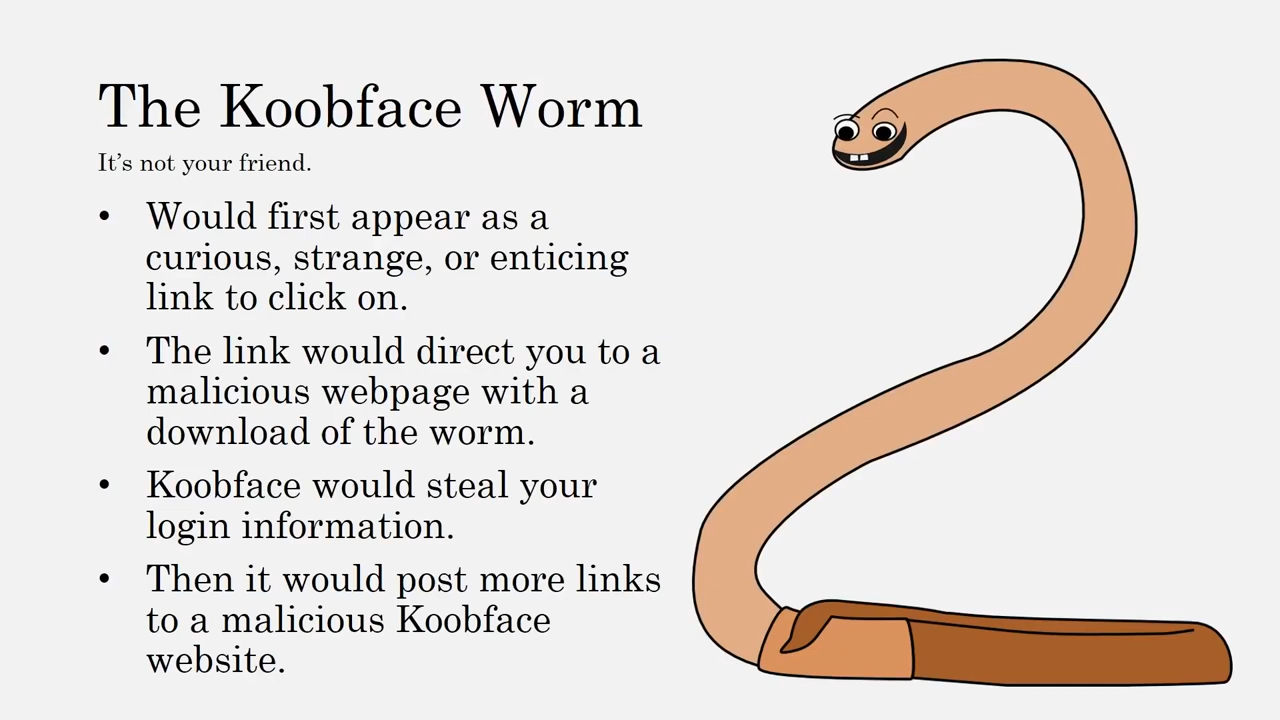 The Koobface Worm
It's not your friend.
• Would first appear as a
curious, strange, or enticing
link to click on.
• The link would direct you to a
malicious webpage with a
download of the worm.
• Koobface would steal your
login information.
• Then it would post more links
to a malicious Koobface
website.